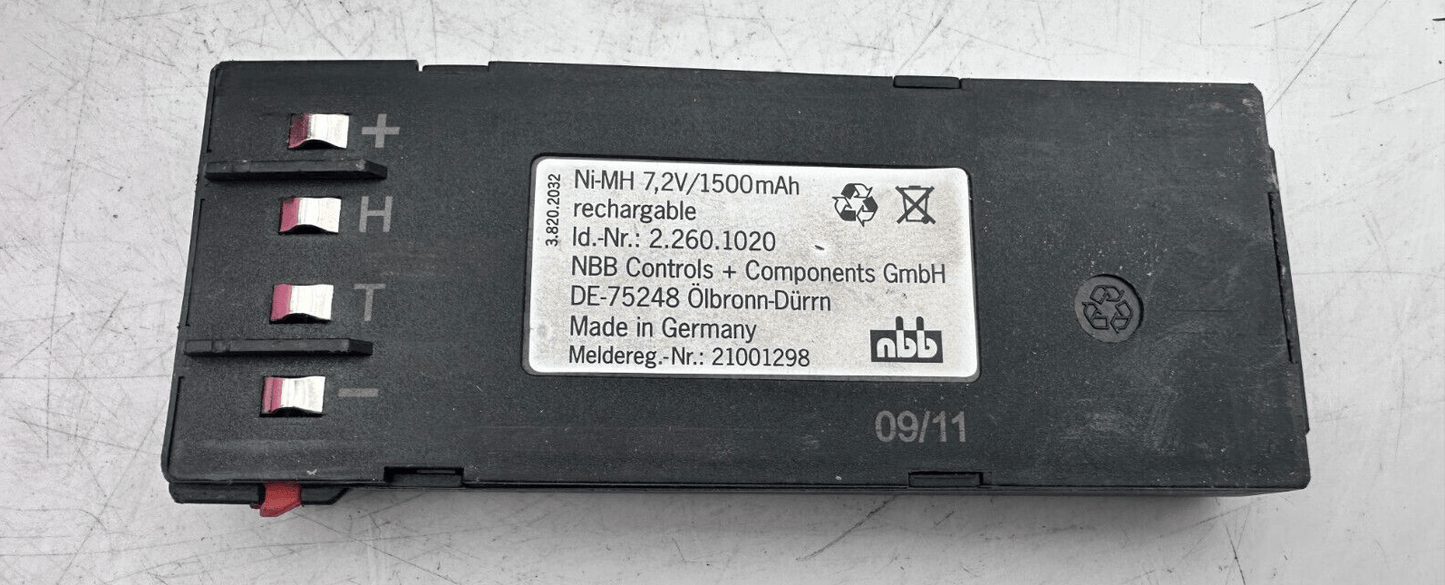 +
H
T
−
3.820.2032
Ni-MH 7,2V/1500mAh
rechargable
Id.-Nr.: 2.260.1020
NBB Controls + Components GmbH
DE-75248 Ölbronn-Dürrn
Made in Germany
Meldereg.-Nr.: 21001298
nbb
09/11